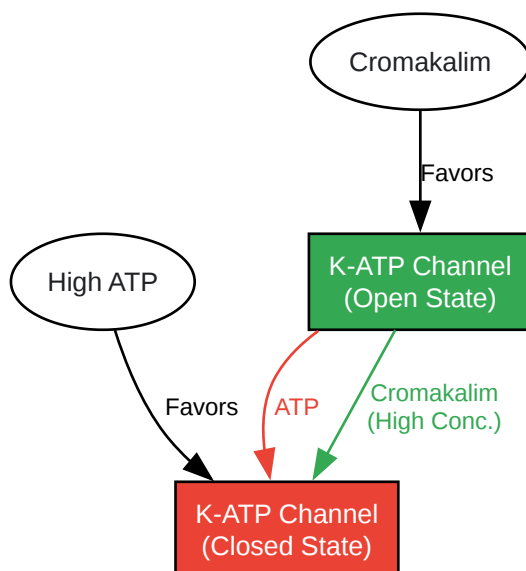 Cromakalim
Favors
K-ATP Channel
(Open State)
High ATP
Favors
ATP
Cromakalim
(High Conc.)
K-ATP Channel
(Closed State)